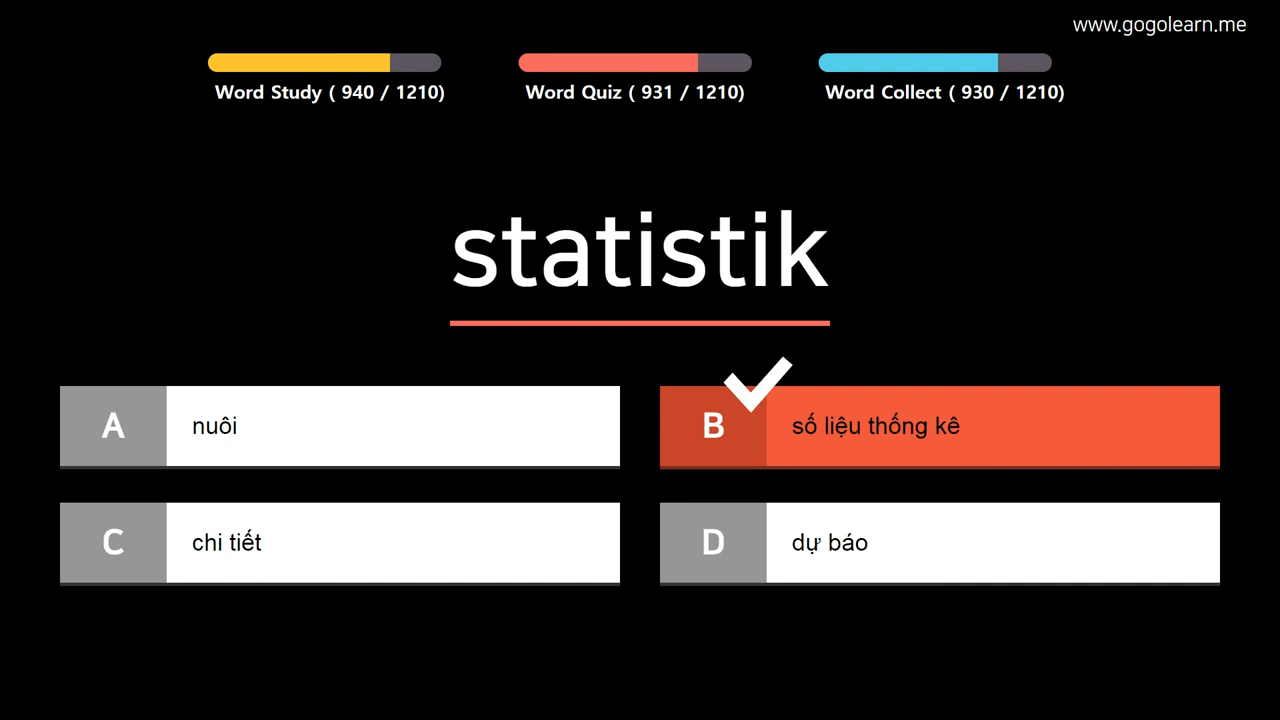 www.gogolearn.me
Word Study ( 940 / 1210)
Word Quiz ( 931 / 1210)
Word Collect ( 930 / 1210)
statistik
A nuôi
B số liệu thống kê
C chi tiết
D dự báo